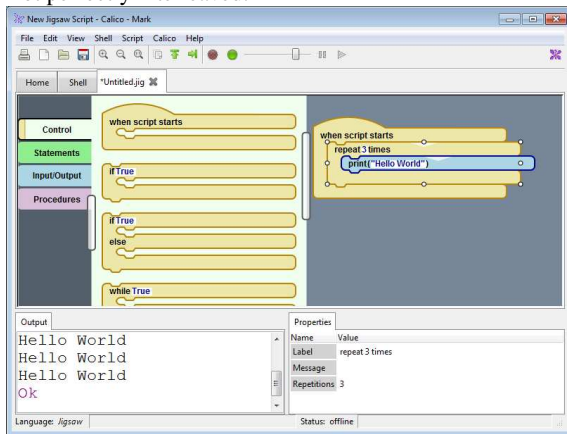 New Jigsaw Script - Calico - Mark
File Edit View Shell Script Calico Help
Home Shell *Untitled.jig
Control
Statements
Input/Output
Procedures
when script starts
if True
if True
else
while True
when script starts
repeat 3 times
print("Hello World")
Output
Hello World
Hello World
Hello World
Ok
Properties
Name Value
Label repeat 3 times
Message
Repetitions 3
Language: Jigsaw
Status: offline